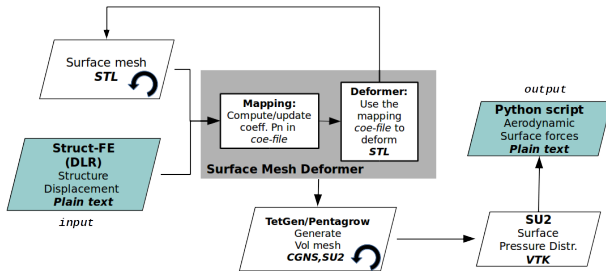 Surface mesh
STL
Struct-FE
(DLR)
Structure
Displacement
Plain text
input
Mapping:
Compute/update
coeff. Pn in
coe-file
Deformer:
Use the
mapping
coe-file to
deform
STL
Surface Mesh Deformer
TetGen/Pentagrow
Generate
Vol mesh
CGNS,SU2
SU2
Surface
Pressure Distr.
VTK
output
Python script
Aerodynamic
Surface forces
Plain text